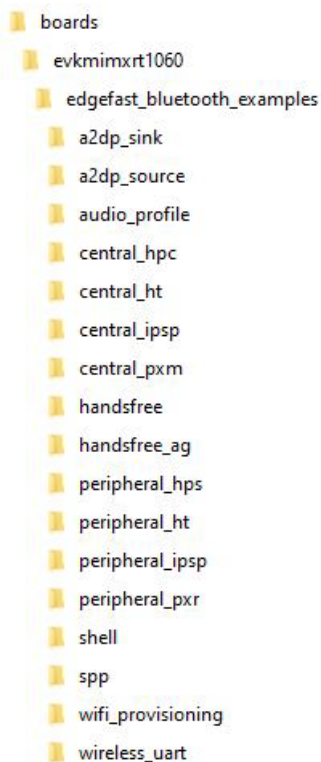 boards
evkmimxrt1060
edgefast_bluetooth_examples
a2dp_sink
a2dp_source
audio_profile
central_hpc
central_ht
central_ipsp
central_pxm
handsfree
handsfree_ag
peripheral_hps
peripheral_ht
peripheral_ipsp
peripheral_pxr
shell
spp
wifi_provisioning
wireless_uart